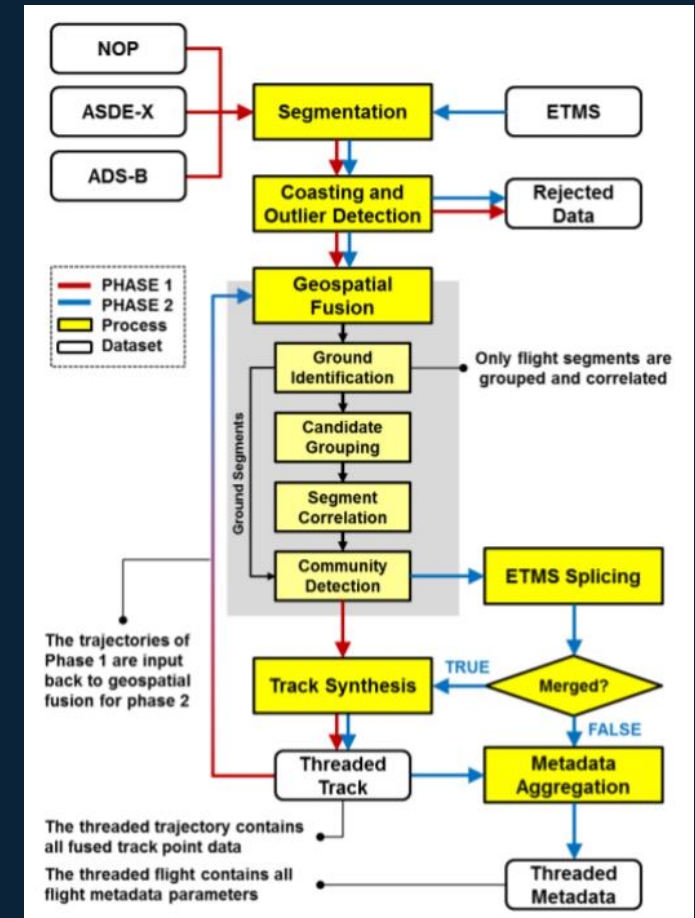 NOP
ASDE-X
ADS-B
Segmentation
ETMS
Coasting and
Outlier Detection
Rejected
Data
PHASE 1
PHASE 2
Process
Dataset
Geospatial
Fusion
Ground
Identification
Only flight segments are
grouped and correlated
Candidate
Grouping
Ground Segments
Segment
Correlation
Community
Detection
ETMS Splicing
The trajectories of
Phase 1 are input
back to geospatial
fusion for phase 2
Track Synthesis
TRUE
Merged?
FALSE
Threaded
Track
Metadata
Aggregation
The threaded trajectory contains
all fused track point data
The threaded flight contains all
flight metadata parameters
Threaded
Metadata